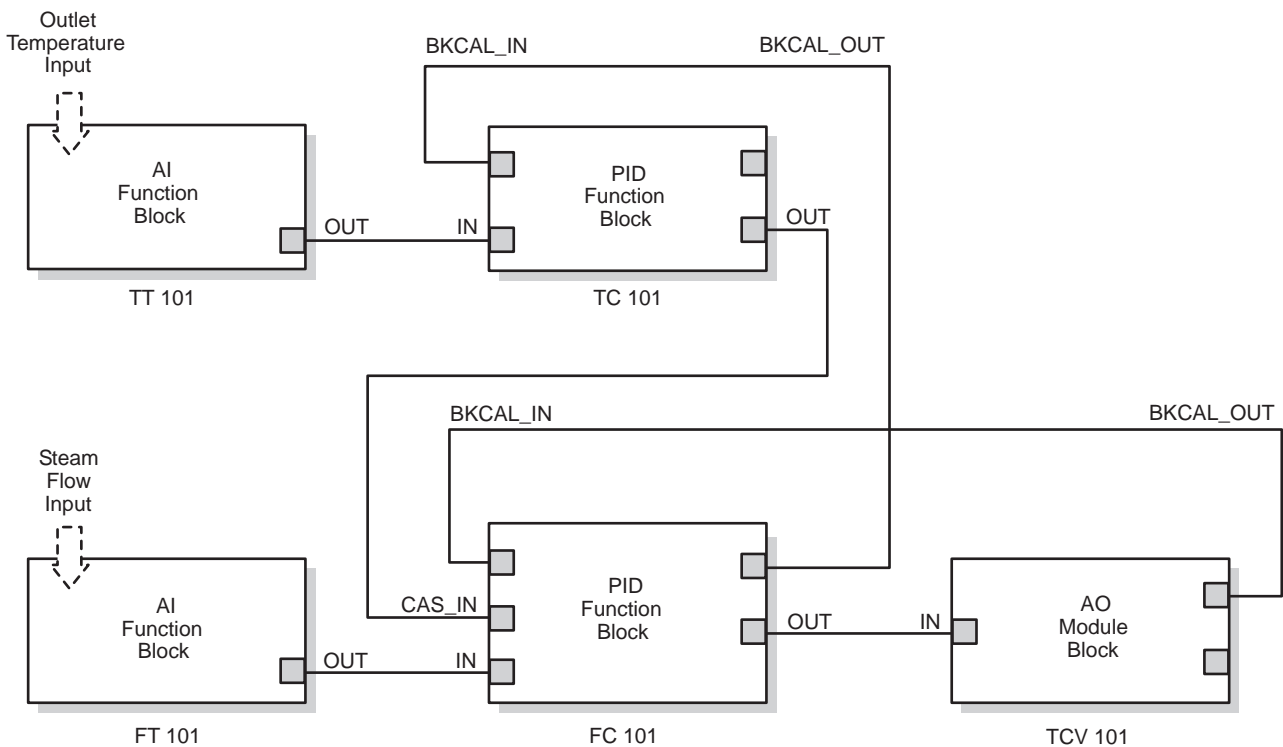 Outlet
Temperature
Input
BKCAL_IN
BKCAL_OUT
AI
Function
Block
OUT
IN
PID
Function
Block
OUT
TT 101
TC 101
BKCAL_IN
BKCAL_OUT
Steam
Flow
Input
AI
Function
Block
OUT
CAS_IN
IN
PID
Function
Block
OUT
IN
AO
Module
Block
FT 101
FC 101
TCV 101